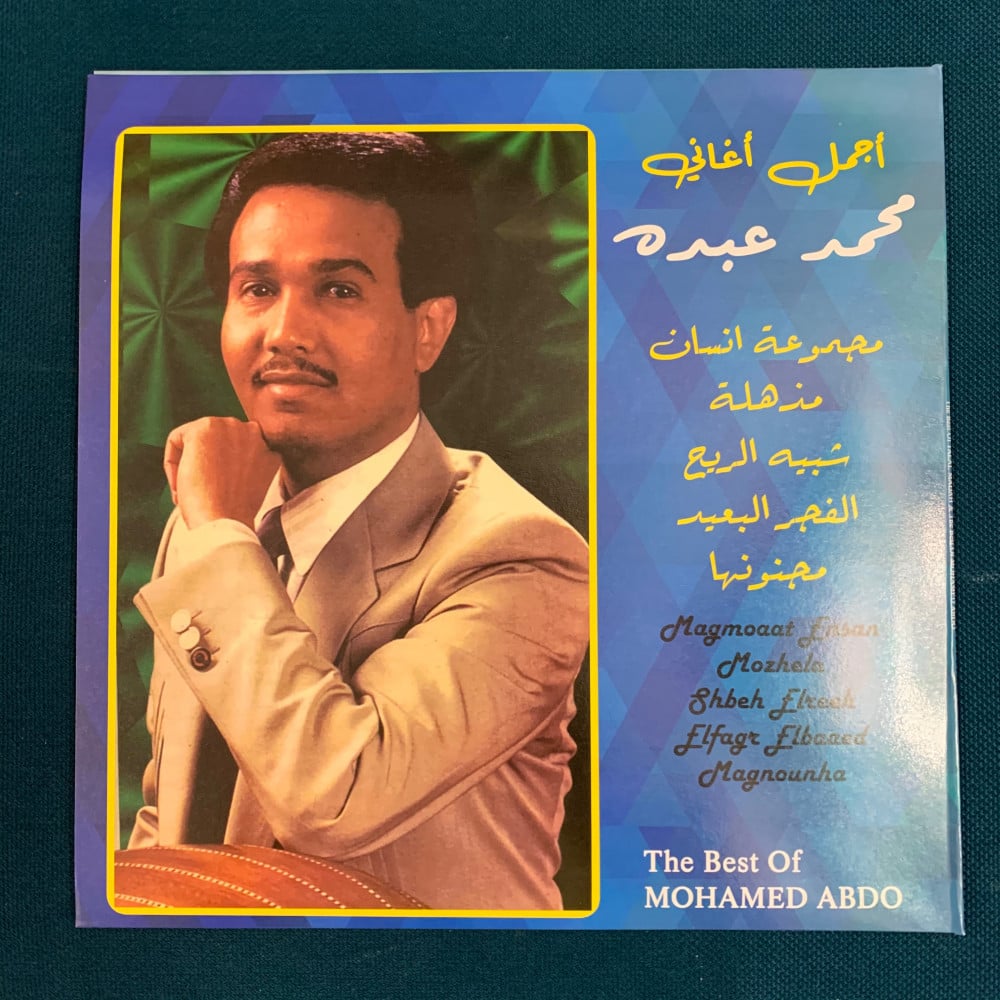 أجمل أغاني
محمد عبده
مجموعة انسان
مذهلة
شبيه الريح
الفجر البعيد
مجنونها
Magmoaat Ensan
Mozhela
Shbeh Elreeh
Elfagr Elbaaed
Magnounha
The Best Of
MOHAMED ABDO